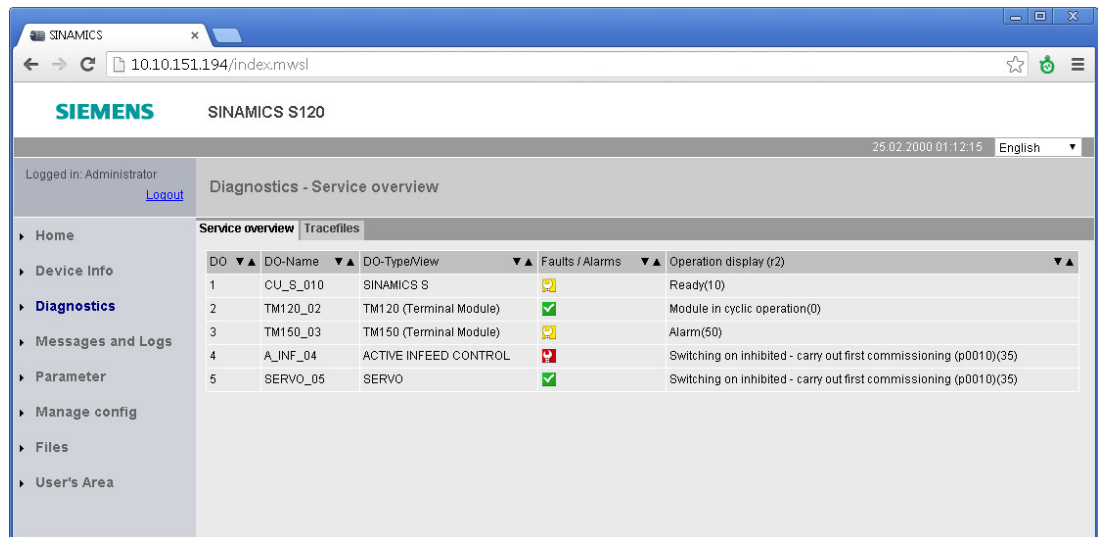 SINAMICS ×
10.10.151.194/index.mwsl
SIEMENS SINAMICS S120
25.02.2000 01:12:15 English
Logged in: Administrator
Logout
Diagnostics - Service overview
Service overview Tracefiles
Home
Device Info
Diagnostics
Messages and Logs
Parameter
Manage config
Files
User's Area
DO DO-Name DO-Type/View Faults / Alarms Operation display (r2)
1 CU_S_010 SINAMICS S Ready(10)
2 TM120_02 TM120 (Terminal Module) Module in cyclic operation(0)
3 TM150_03 TM150 (Terminal Module) Alarm(50)
4 A_INF_04 ACTIVE INFEED CONTROL Switching on inhibited - carry out first commissioning (p0010)(35)
5 SERVO_05 SERVO Switching on inhibited - carry out first commissioning (p0010)(35)